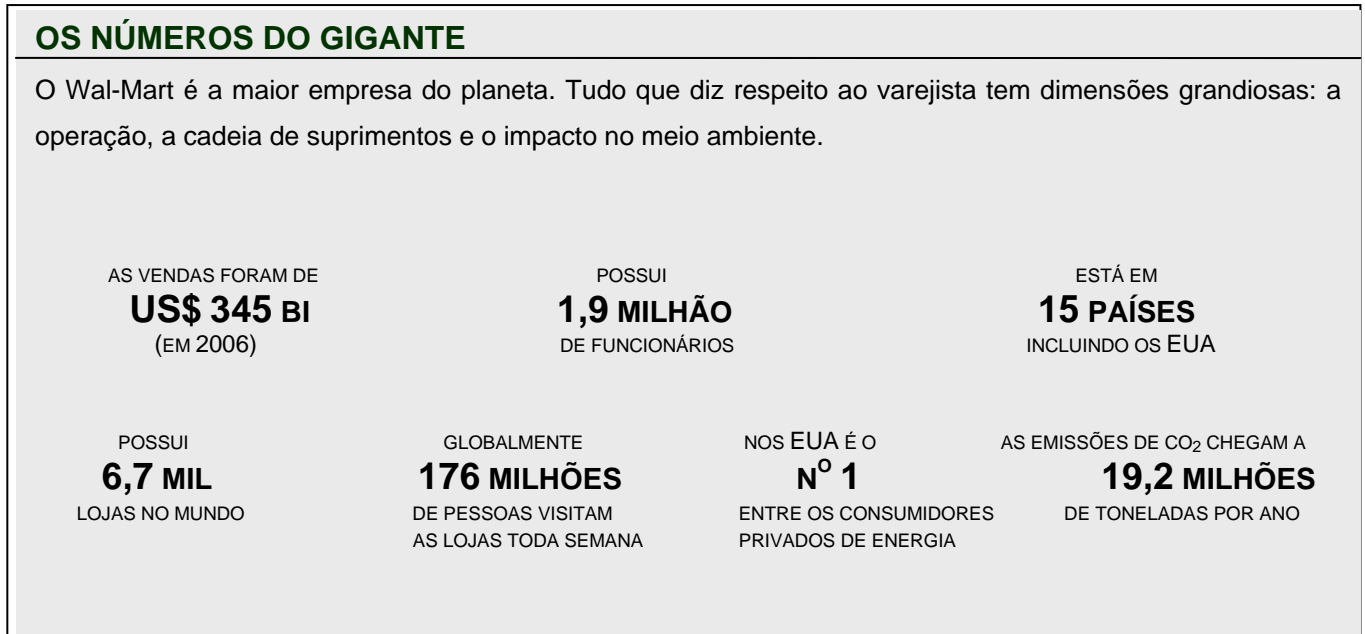 OS NÚMEROS DO GIGANTE
O Wal-Mart é a maior empresa do planeta. Tudo que diz respeito ao varejista tem dimensões grandiosas: a
operação, a cadeia de suprimentos e o impacto no meio ambiente.
AS VENDAS FORAM DE
US$ 345 BI
(EM 2006)
POSSUI
1,9 MILHÃO
DE FUNCIONÁRIOS
ESTÁ EM
15 PAÍSES
INCLUINDO OS EUA
POSSUI
6,7 MIL
LOJAS NO MUNDO
GLOBALMENTE
176 MILHÕES
DE PESSOAS VISITAM
AS LOJAS TODA SEMANA
NOS EUA É O
Nº 1
ENTRE OS CONSUMIDORES
PRIVADOS DE ENERGIA
AS EMISSÕES DE CO₂ CHEGAM A
19,2 MILHÕES
DE TONELADAS POR ANO